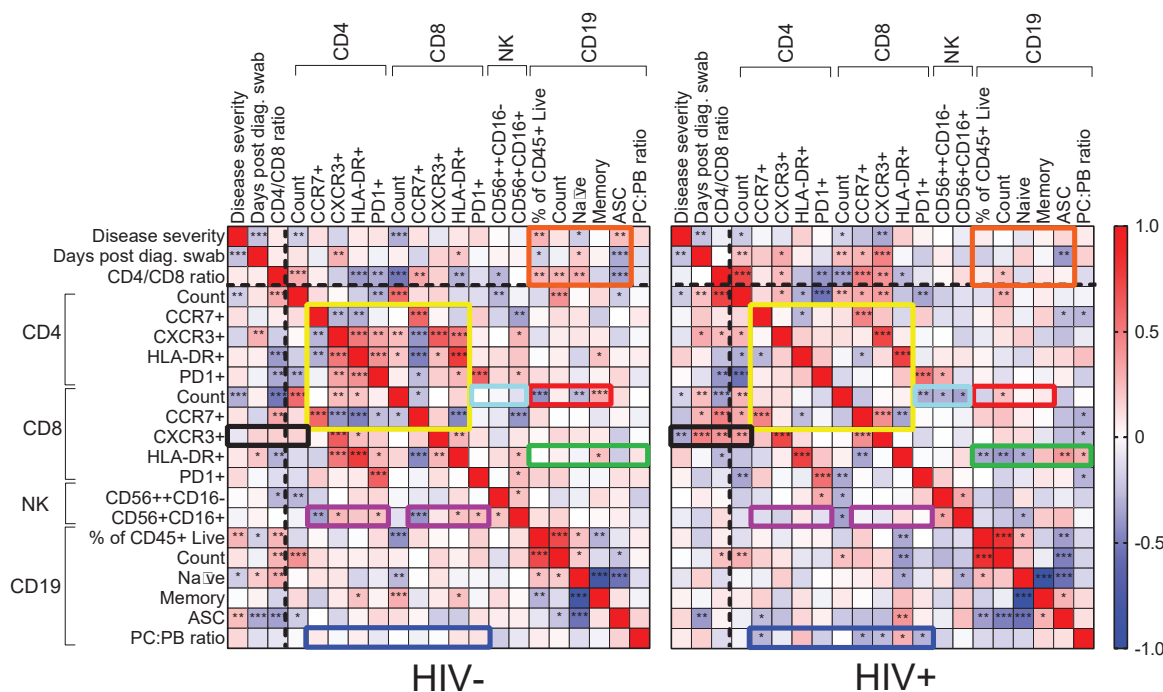 CD4 CD8 NK CD19 CD4 CD8 NK CD19
Disease severity
Days post diag. swab
CD4/CD8 ratio
Count
CCR7+
CXCR3+
HLA-DR+
PD1+
Count
CCR7+
CXCR3+
HLA-DR+
PD1+
CD56++CD16-
CD56+CD16+
% of CD45+ Live
Count
Na⍰ve
Memory
ASC
PC:PB ratio
Disease severity
Days post diag. swab
CD4/CD8 ratio
Count
CCR7+
CXCR3+
HLA-DR+
PD1+
Count
CCR7+
CXCR3+
HLA-DR+
PD1+
CD56++CD16-
CD56+CD16+
% of CD45+ Live
Count
Naive
Memory
ASC
PC:PB ratio
Disease severity
Days post diag. swab
CD4/CD8 ratio
CD4
Count
CCR7+
CXCR3+
HLA-DR+
PD1+
CD8
Count
CCR7+
CXCR3+
HLA-DR+
PD1+
NK
CD56++CD16-
CD56+CD16+
CD19
% of CD45+ Live
Count
Na⍰ve
Memory
ASC
PC:PB ratio
1.0
0.5
0
-0.5
-1.0
HIV-
HIV+